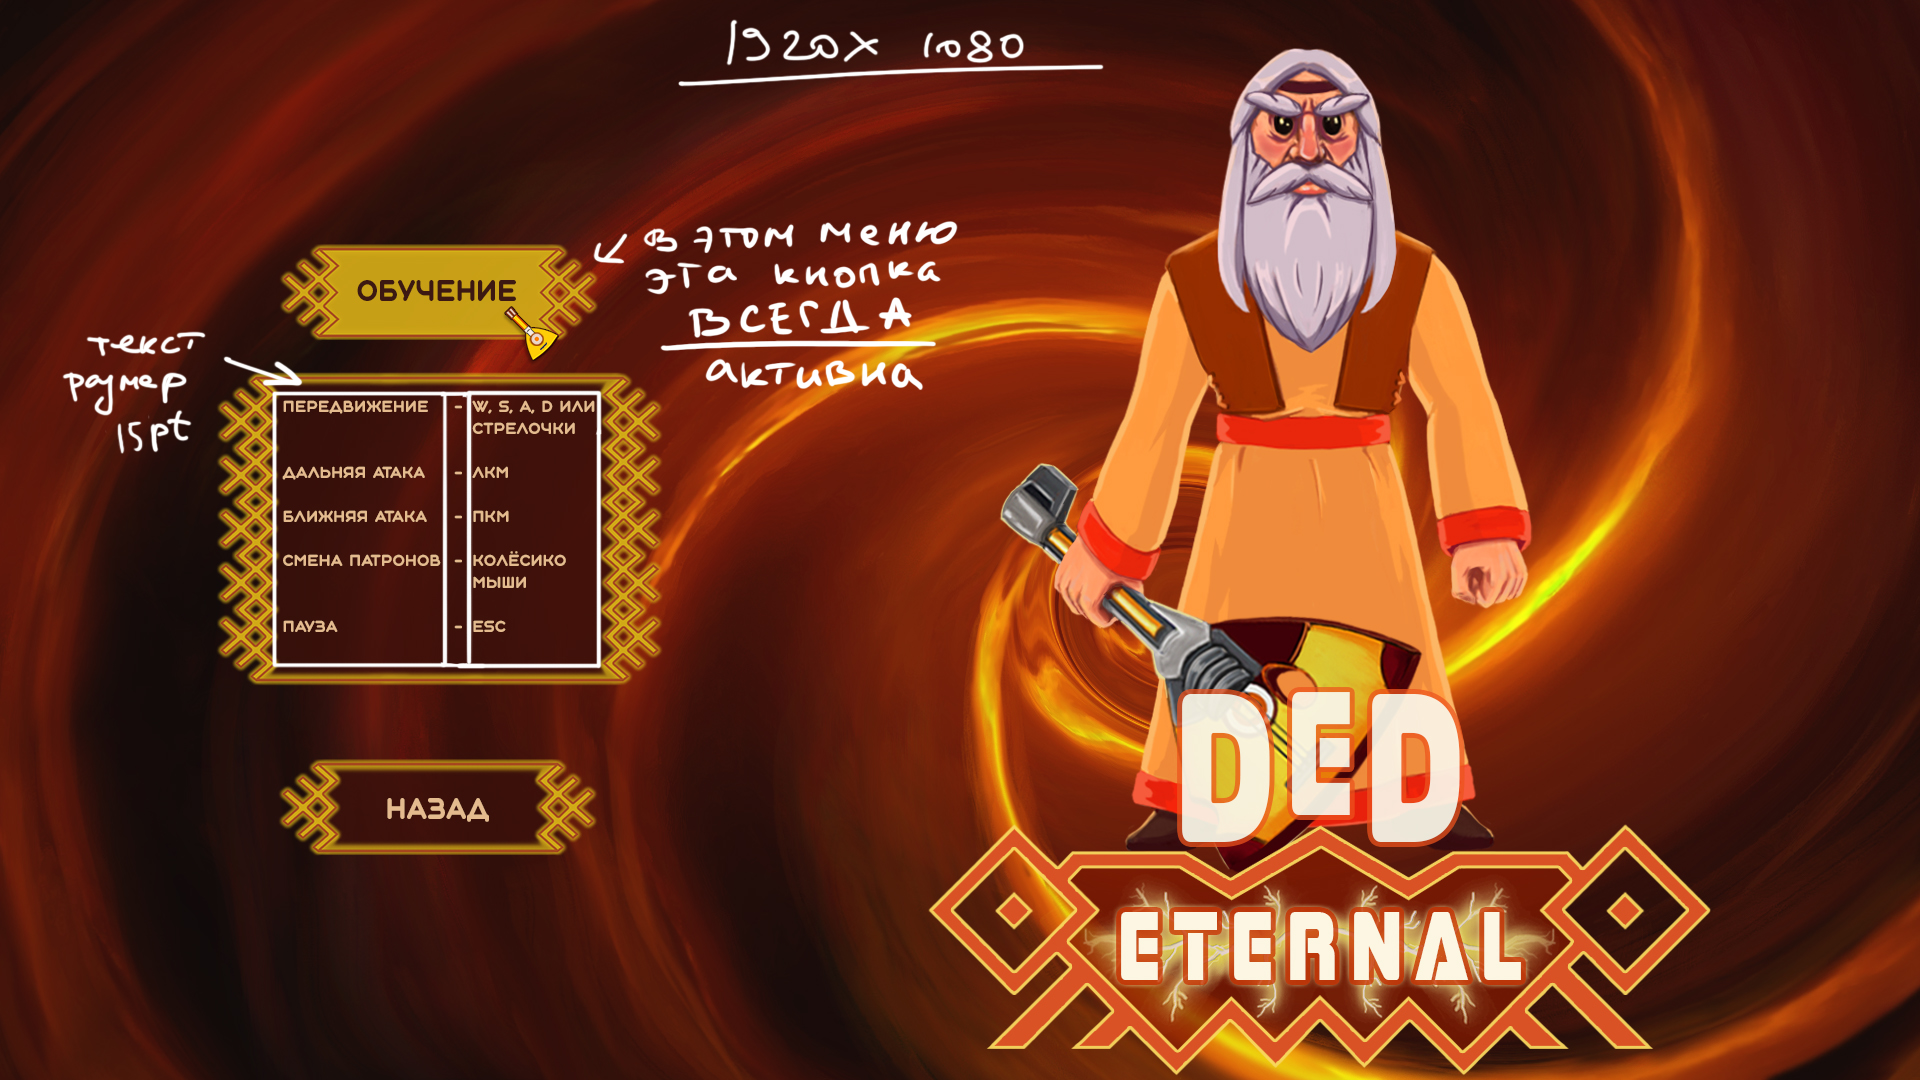 1920х 1080
в этом меню
эта кнопка
ВСЕГДА
активна
ОБУЧЕНИЕ
текст
размер
15pt
ПЕРЕДВИЖЕНИЕ - W, S, A, D ИЛИ
СТРЕЛОЧКИ
ДАЛЬНЯЯ АТАКА - ЛКМ
БЛИЖНЯЯ АТАКА - ПКМ
СМЕНА ПАТРОНОВ - КОЛЁСИКО
МЫШИ
ПАУЗА - ESC
НАЗАД
DED
ETERNAL